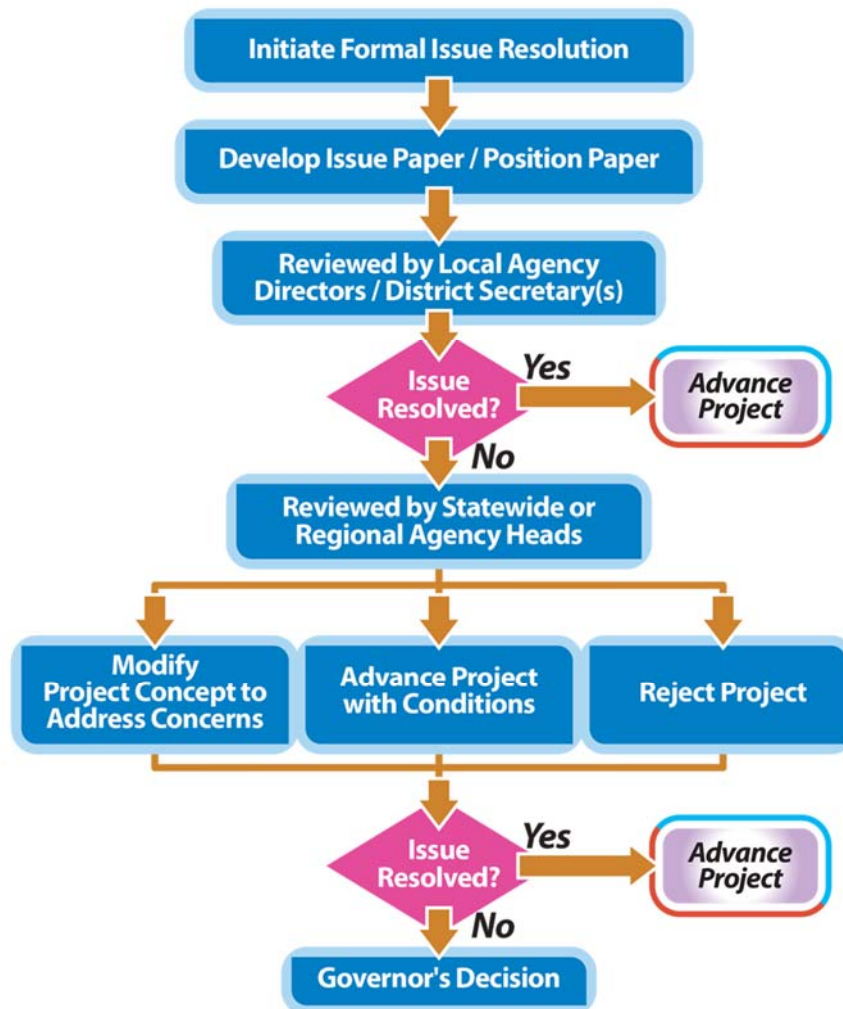 Initiate Formal Issue Resolution
Develop Issue Paper / Position Paper
Reviewed by Local Agency
Directors / District Secretary(s)
Issue
Resolved?
Yes
Advance
Project
No
Reviewed by Statewide or
Regional Agency Heads
Modify
Project Concept to
Address Concerns
Advance Project
with Conditions
Reject Project
Issue
Resolved?
Yes
Advance
Project
No
Governor's Decision